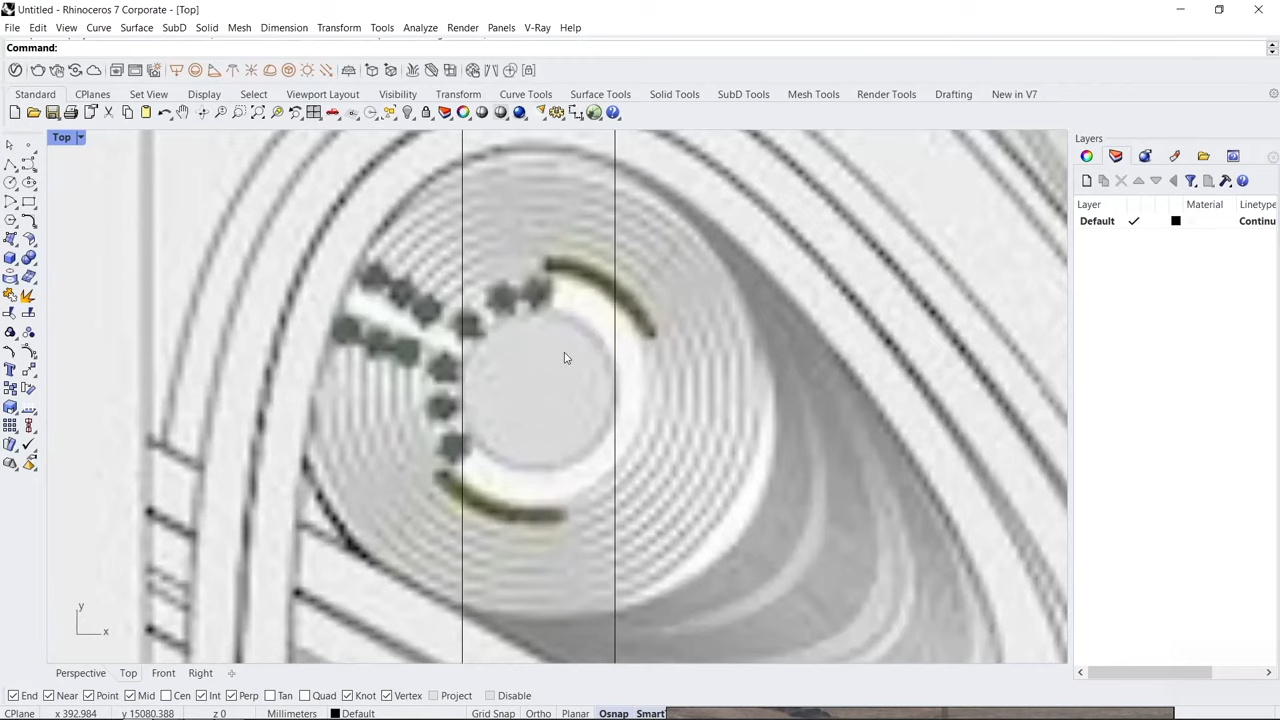 Untitled - Rhinoceros 7 Corporate - [Top]
File Edit View Curve Surface SubD Solid Mesh Dimension Transform Tools Analyze Render Panels V-Ray Help
Command:
Standard CPlanes Set View Display Select Viewport Layout Visibility Transform Curve Tools Surface Tools Solid Tools SubD Tools Mesh Tools Render Tools Drafting New in V7
Top
Layers
Layer Material Linetype
Default Continu
y
x
Perspective Top Front Right
End Near Point Mid Cen Int Perp Tan Quad Knot Vertex Project Disable
CPlane x 392.984 y 15080.388 z 0 Millimeters Default Grid Snap Ortho Planar Osnap Smart